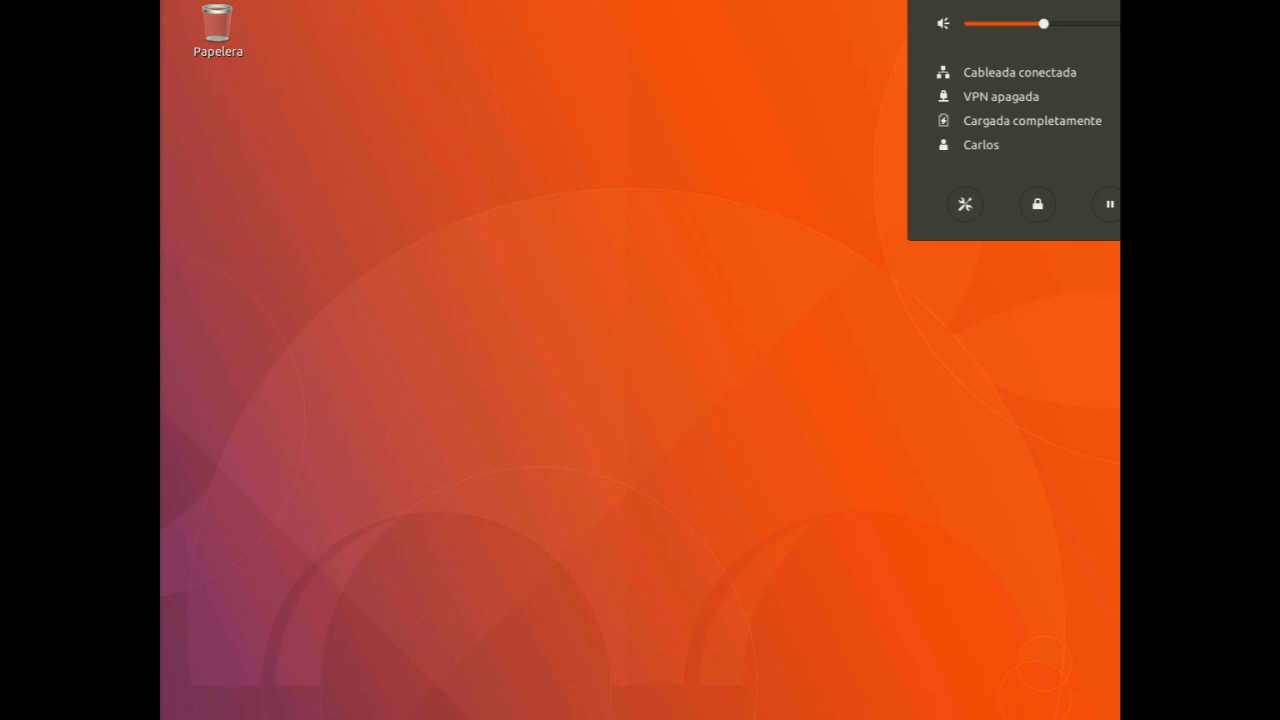 Papelera
Cableada conectada
VPN apagada
Cargada completamente
Carlos